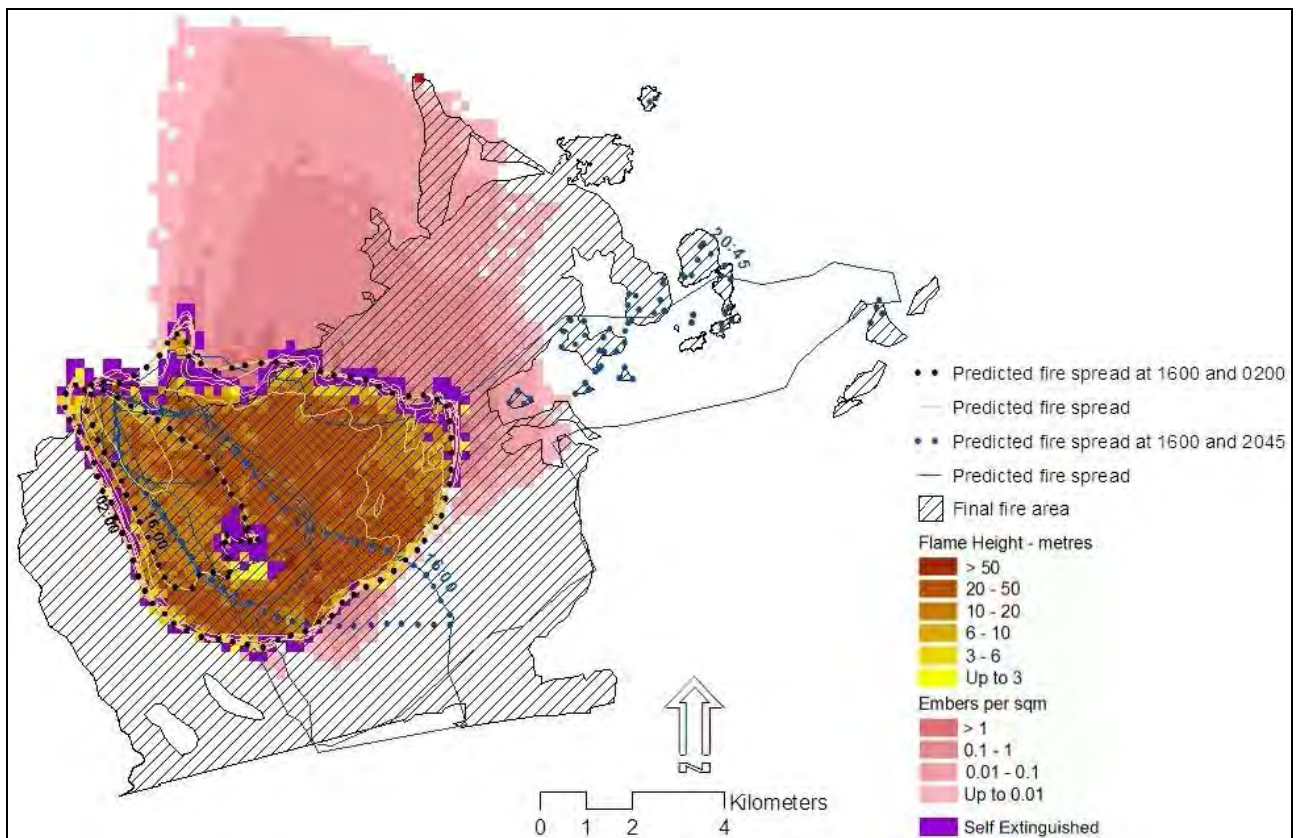 20:45
02:00
16:00
16:00
Predicted fire spread at 1600 and 0200
Predicted fire spread
Predicted fire spread at 1600 and 2045
Predicted fire spread
Final fire area
Flame Height - metres
> 50
20 - 50
10 - 20
6 - 10
3 - 6
Up to 3
Embers per sqm
> 1
0.1 - 1
0.01 - 0.1
Up to 0.01
Self Extinguished
N
Kilometers
0 1 2 4